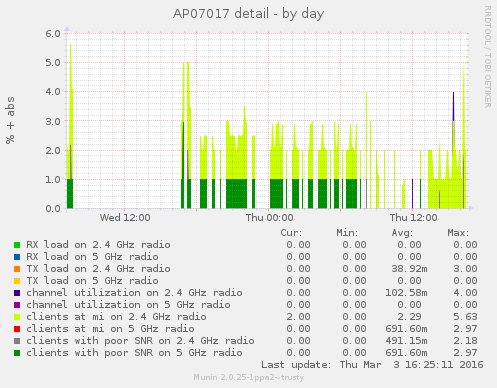 AP07017 detail - by day
RRDTOOL / TOBI OETIKER
% + abs
6.0
5.0
4.0
3.0
2.0
1.0
0.0
Wed 12:00 Thu 00:00 Thu 12:00
Cur: Min: Avg: Max:
RX load on 2.4 GHz radio 0.00 0.00 0.00 0.00
RX load on 5 GHz radio 0.00 0.00 0.00 0.00
TX load on 2.4 GHz radio 0.00 0.00 38.92m 3.00
TX load on 5 GHz radio 0.00 0.00 0.00 0.00
channel utilization on 2.4 GHz radio 0.00 0.00 102.58m 4.00
channel utilization on 5 GHz radio 0.00 0.00 0.00 0.00
clients at mi on 2.4 GHz radio 2.00 0.00 2.29 5.63
clients at mi on 5 GHz radio 0.00 0.00 691.60m 2.97
clients with poor SNR on 2.4 GHz radio 0.00 0.00 491.15m 2.18
clients with poor SNR on 5 GHz radio 0.00 0.00 691.60m 2.97
Last update: Thu Mar 3 16:25:11 2016
Munin 2.0.25-1ppa2~trusty